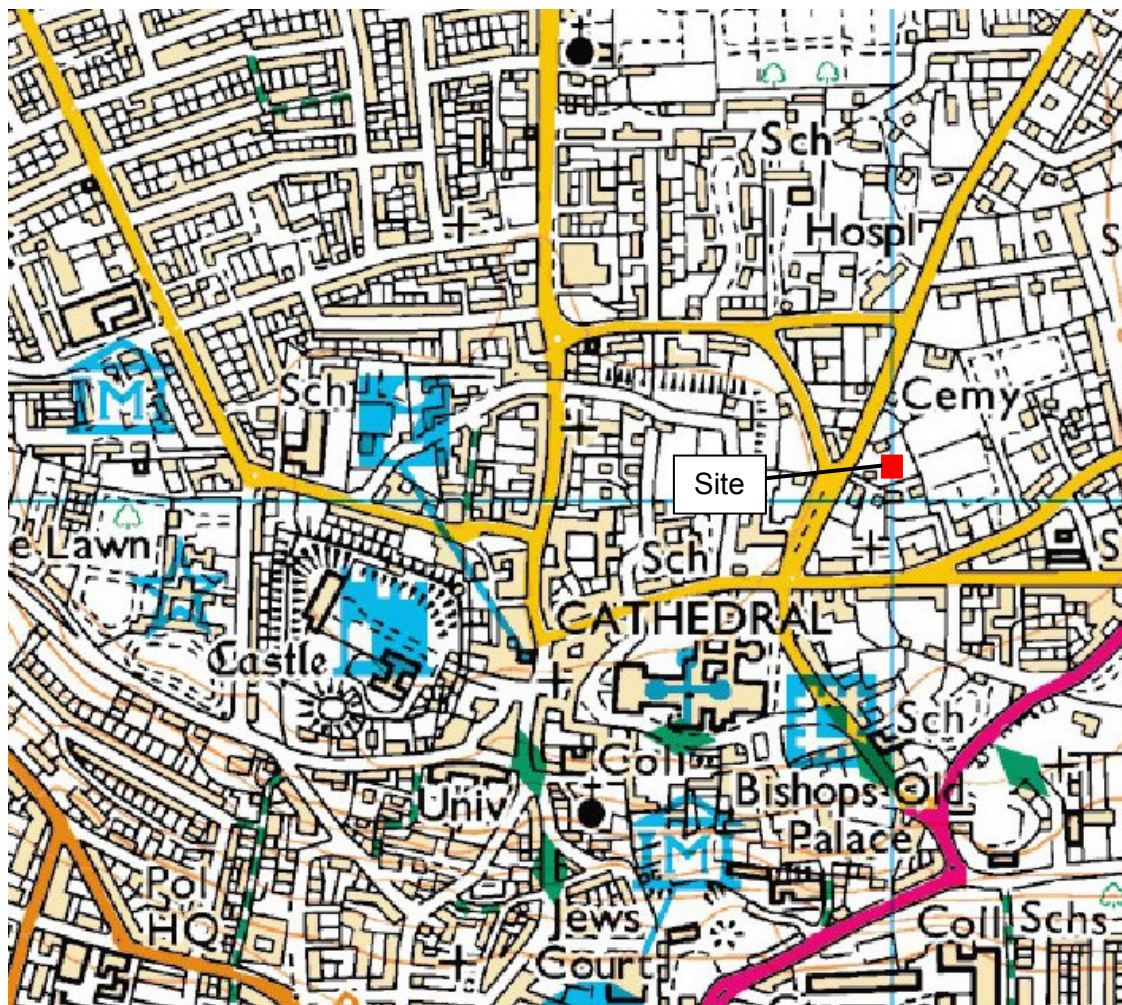 Sch
Hospl
S
M
Sch
Cemy
Site
e Lawn
Sch
S
CATHEDRAL
Castle
Sch
Coll
Univ
Bishops Old
Palace
M
Pol
HQ
Jews
Court
Coll
Schs